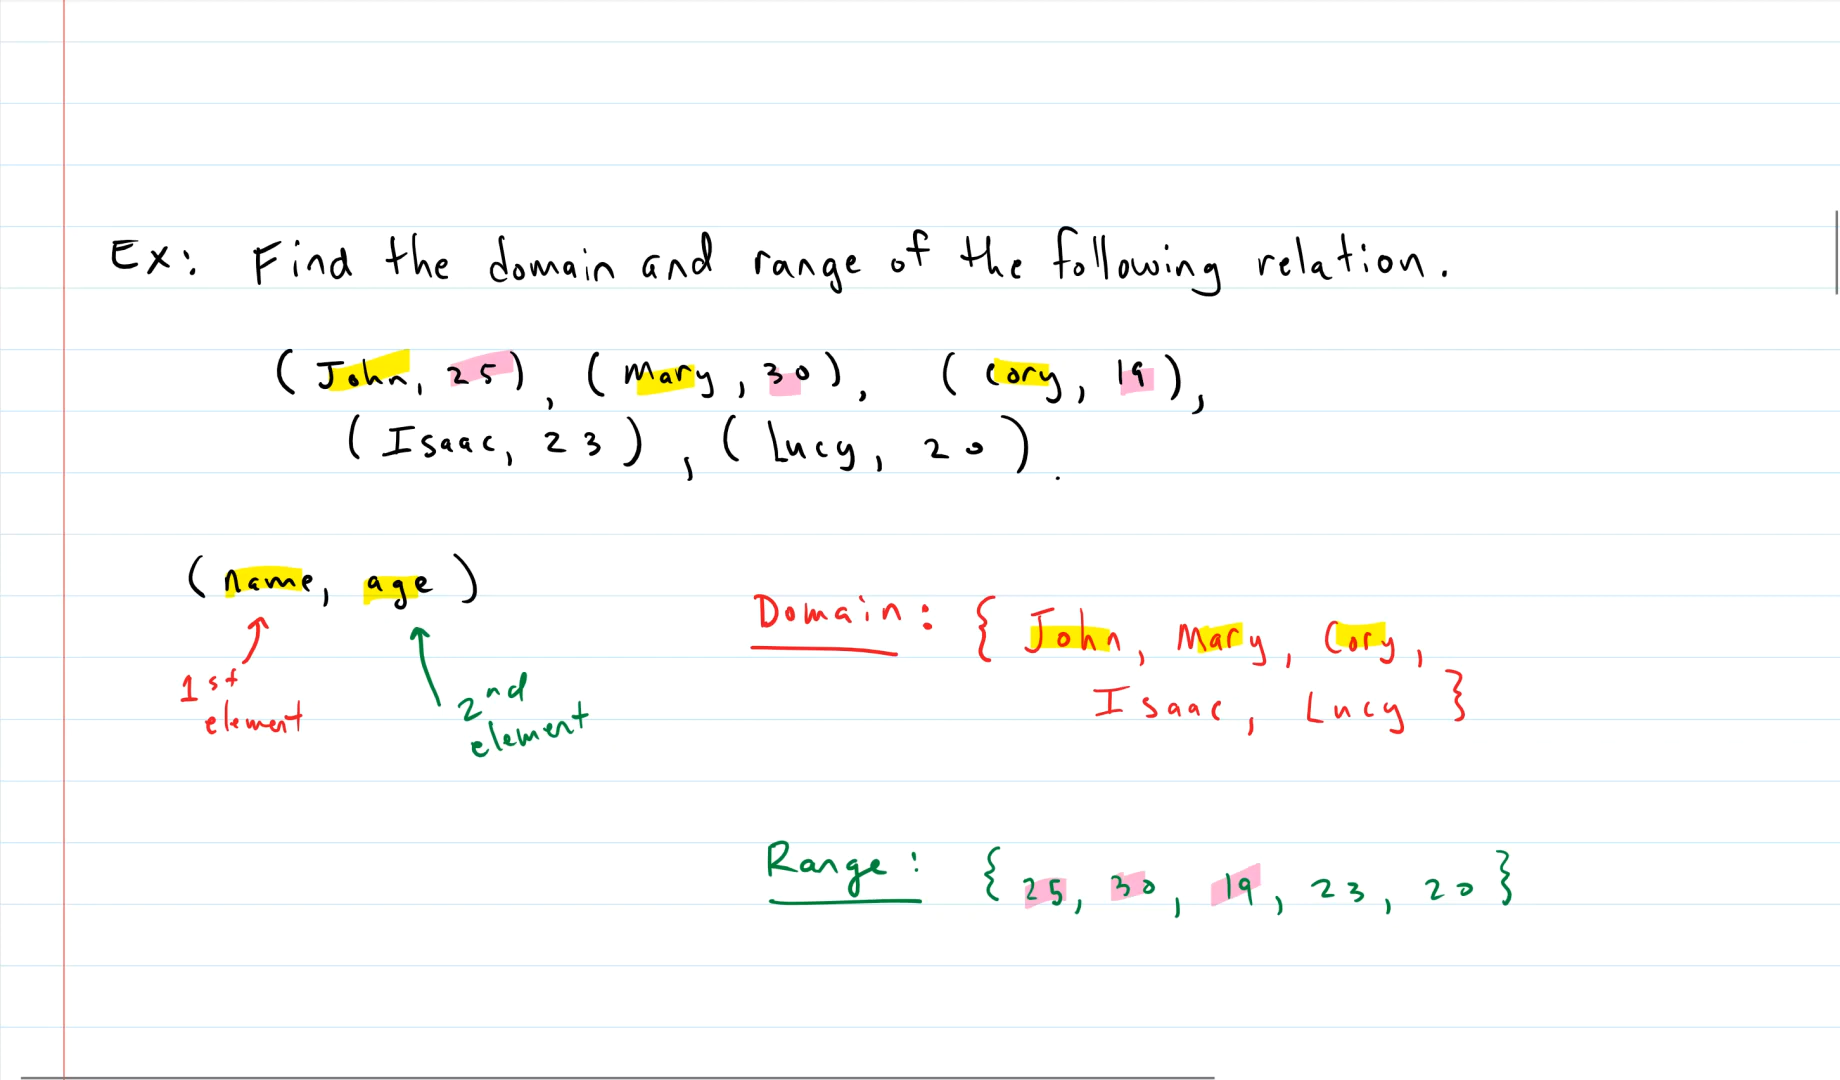 Ex: Find the domain and range of the following relation.
(John, 25), (Mary, 30), (Cory, 19),
(Isaac, 23), (Lucy, 20).
(name, age)
1st
element
2nd
element
Domain: { John, Mary, Cory,
Isaac, Lucy }
Range: { 25, 30, 19, 23, 20 }